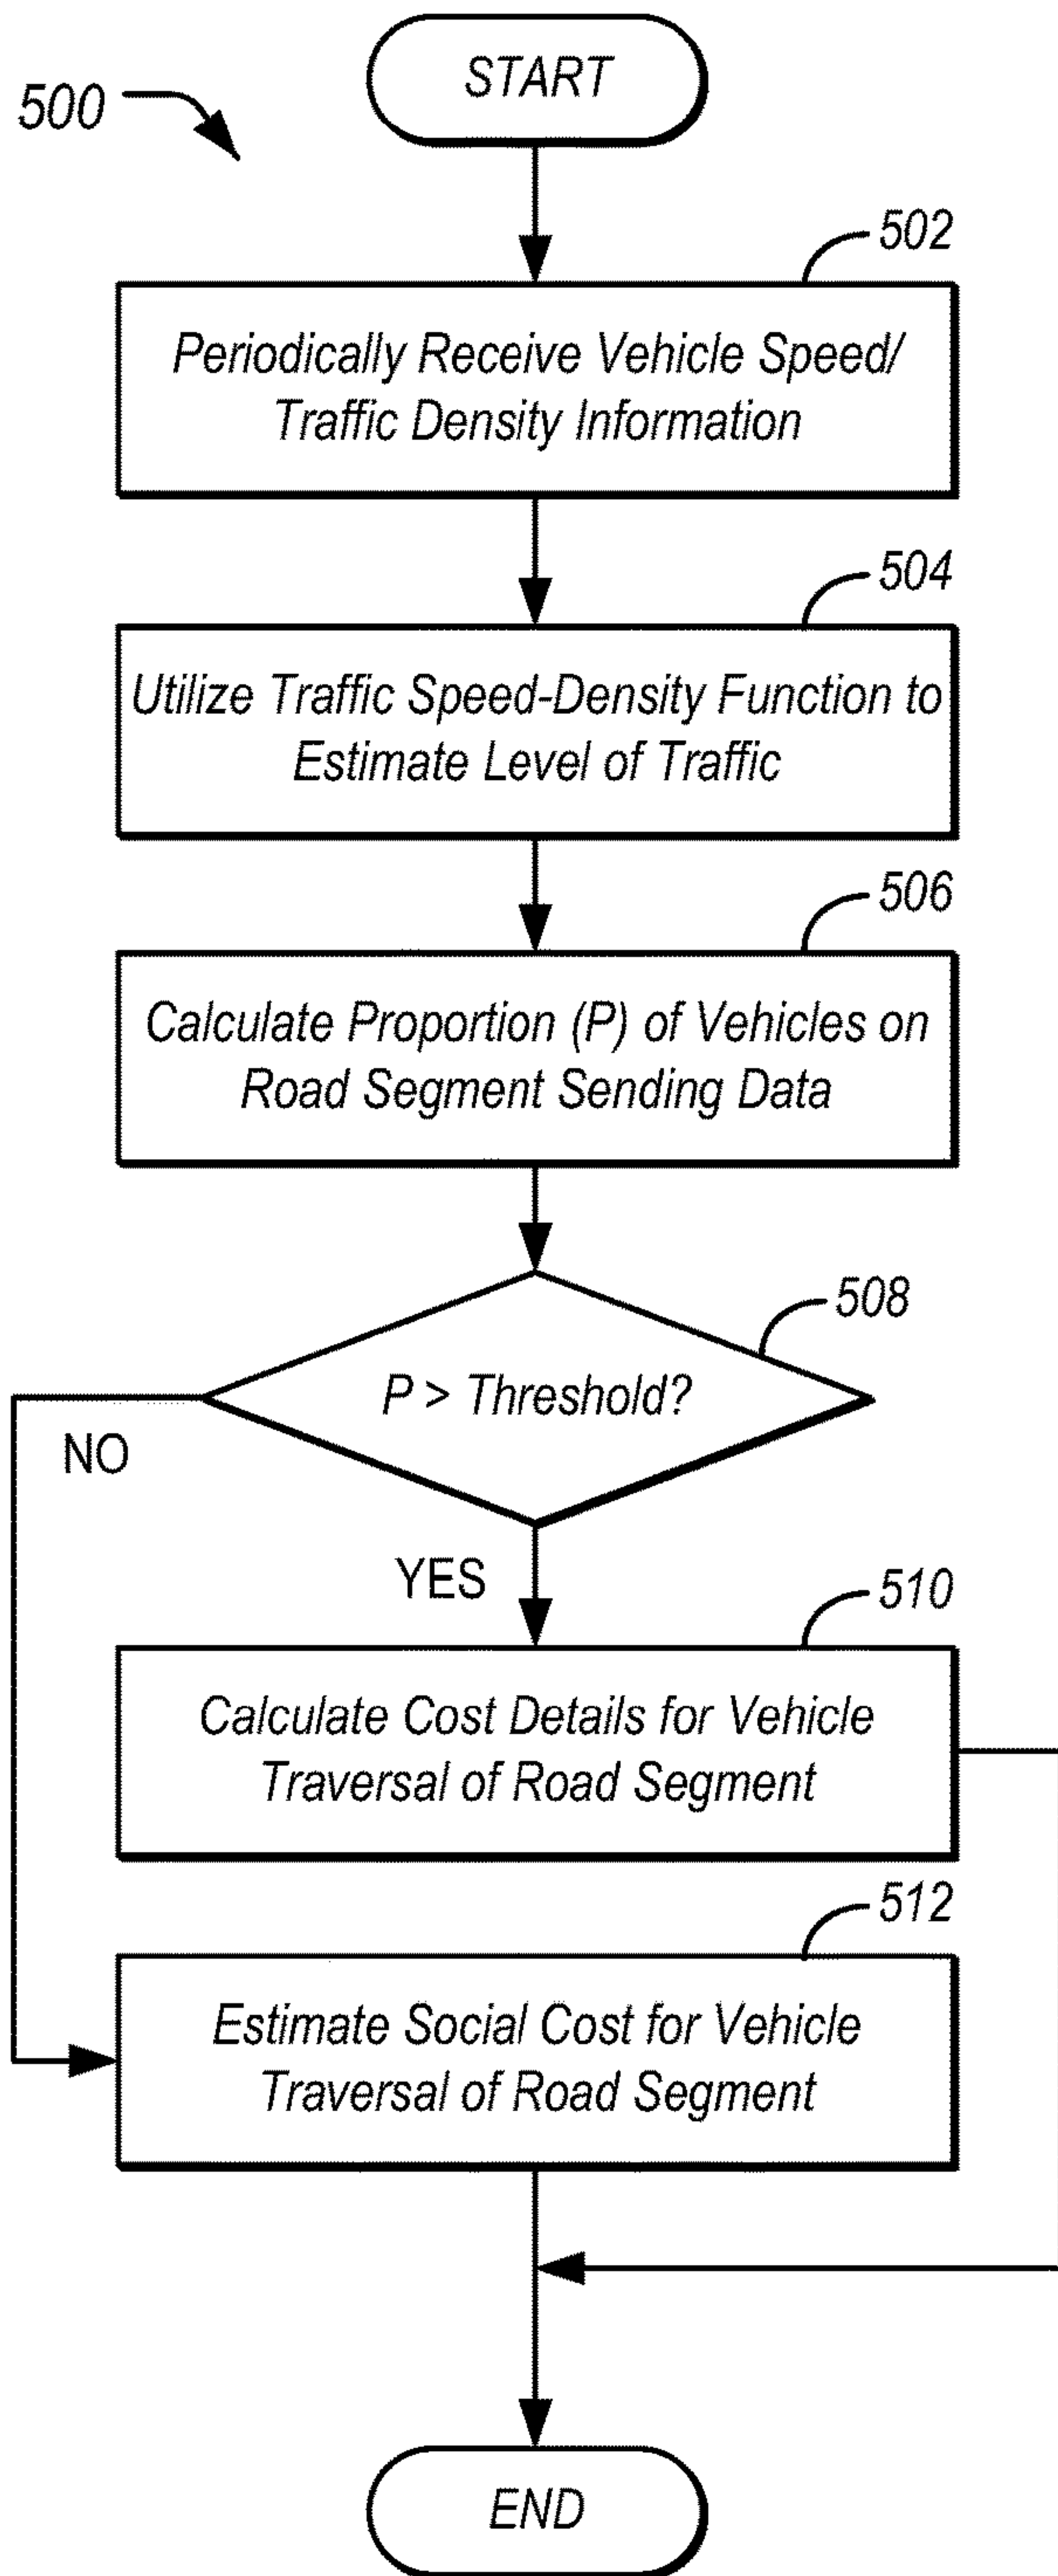 START
500
502
Periodically Receive Vehicle Speed/
Traffic Density Information
504
Utilize Traffic Speed-Density Function to
Estimate Level of Traffic
506
Calculate Proportion (P) of Vehicles on
Road Segment Sending Data
508
P > Threshold?
NO
YES
510
Calculate Cost Details for Vehicle
Traversal of Road Segment
512
Estimate Social Cost for Vehicle
Traversal of Road Segment
END